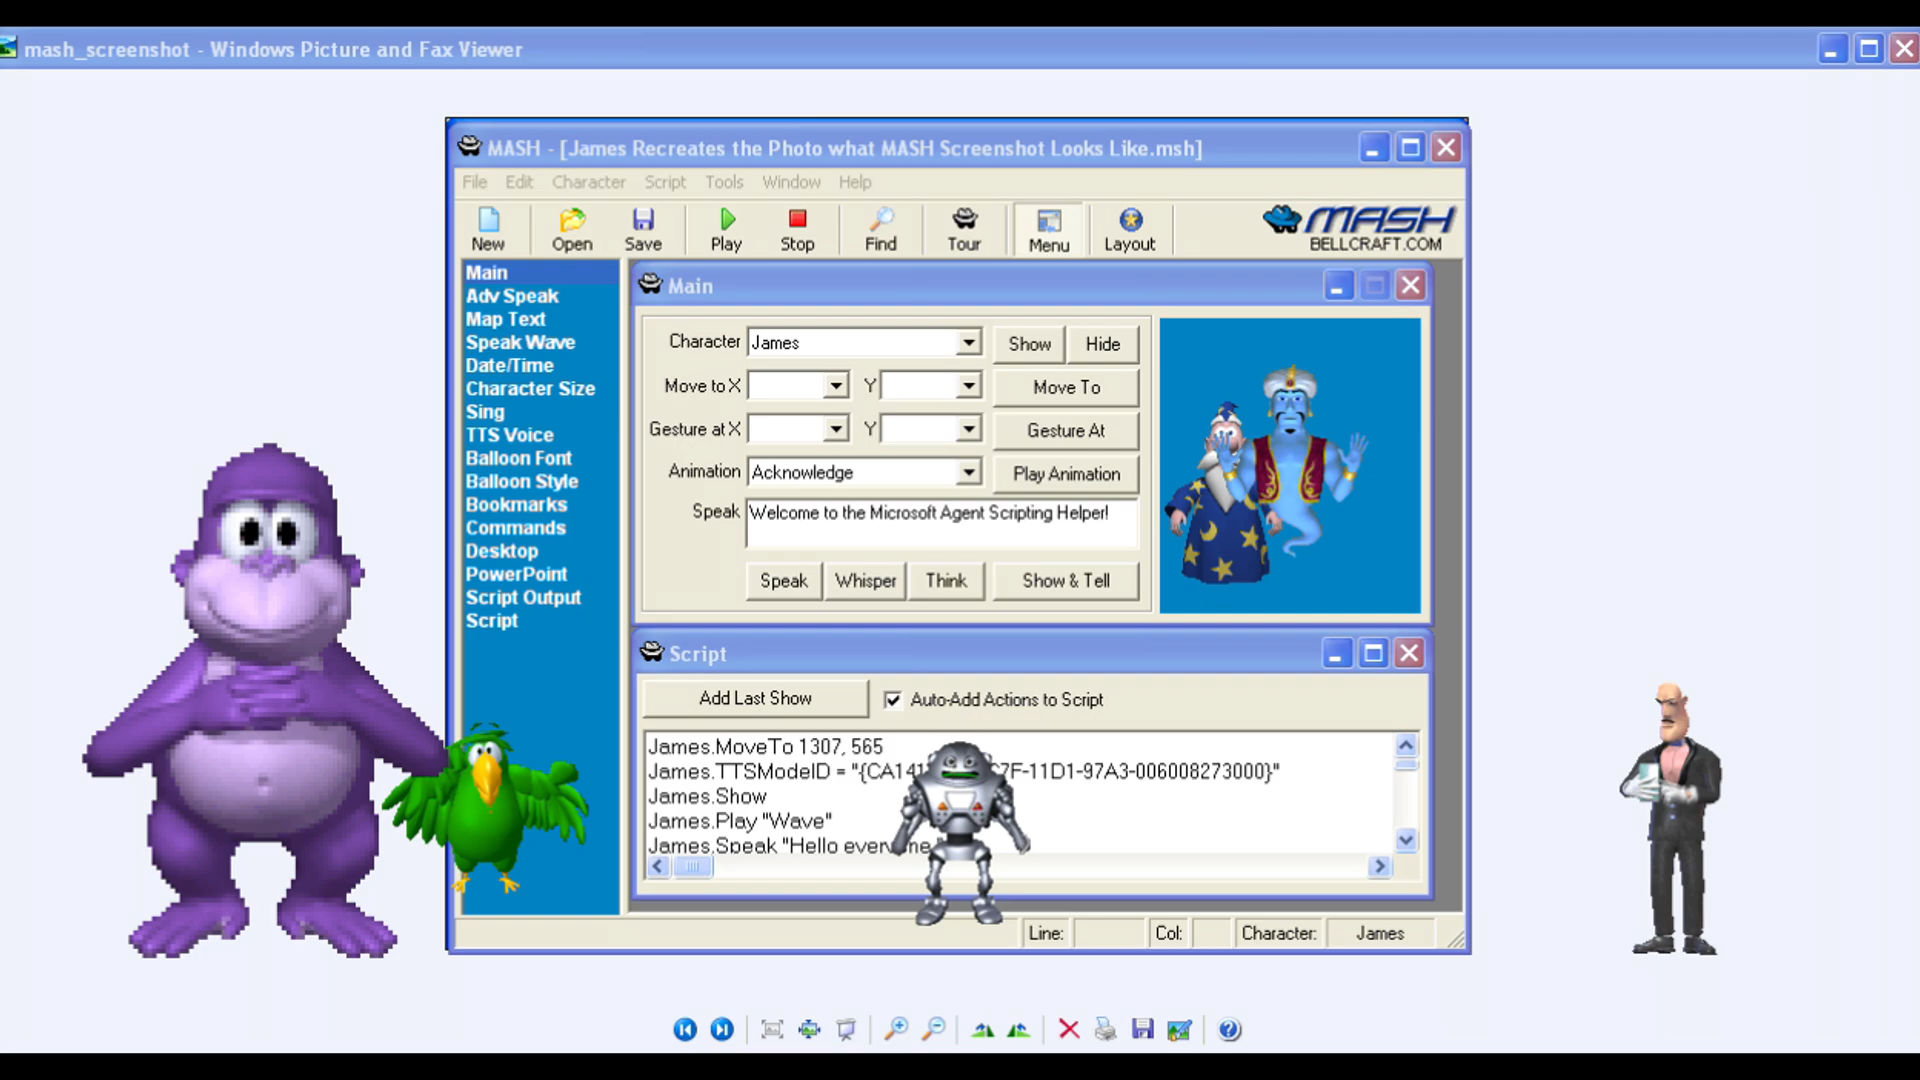 mash_screenshot - Windows Picture and Fax Viewer
MASH - [James Recreates the Photo what MASH Screenshot Looks Like.msh]
File Edit Character Script Tools Window Help
New Open Save Play Stop Find Tour Menu Layout
MASH
BELLCRAFT.COM
Main
Adv Speak
Map Text
Speak Wave
Date/Time
Character Size
Sing
TTS Voice
Balloon Font
Balloon Style
Bookmarks
Commands
Desktop
PowerPoint
Script Output
Script
Main
Character James Show Hide
Move to X Y Move To
Gesture at X Y Gesture At
Animation Acknowledge Play Animation
Speak Welcome to the Microsoft Agent Scripting Helper!
Speak Whisper Think Show & Tell
Script
Add Last Show Auto-Add Actions to Script
James.MoveTo 1307, 565
James.TTSModeID = "{CA141 7F-11D1-97A3-006008273000}"
James.Show
James.Play "Wave"
James.Speak "Hello everyone
Line: Col: Character: James